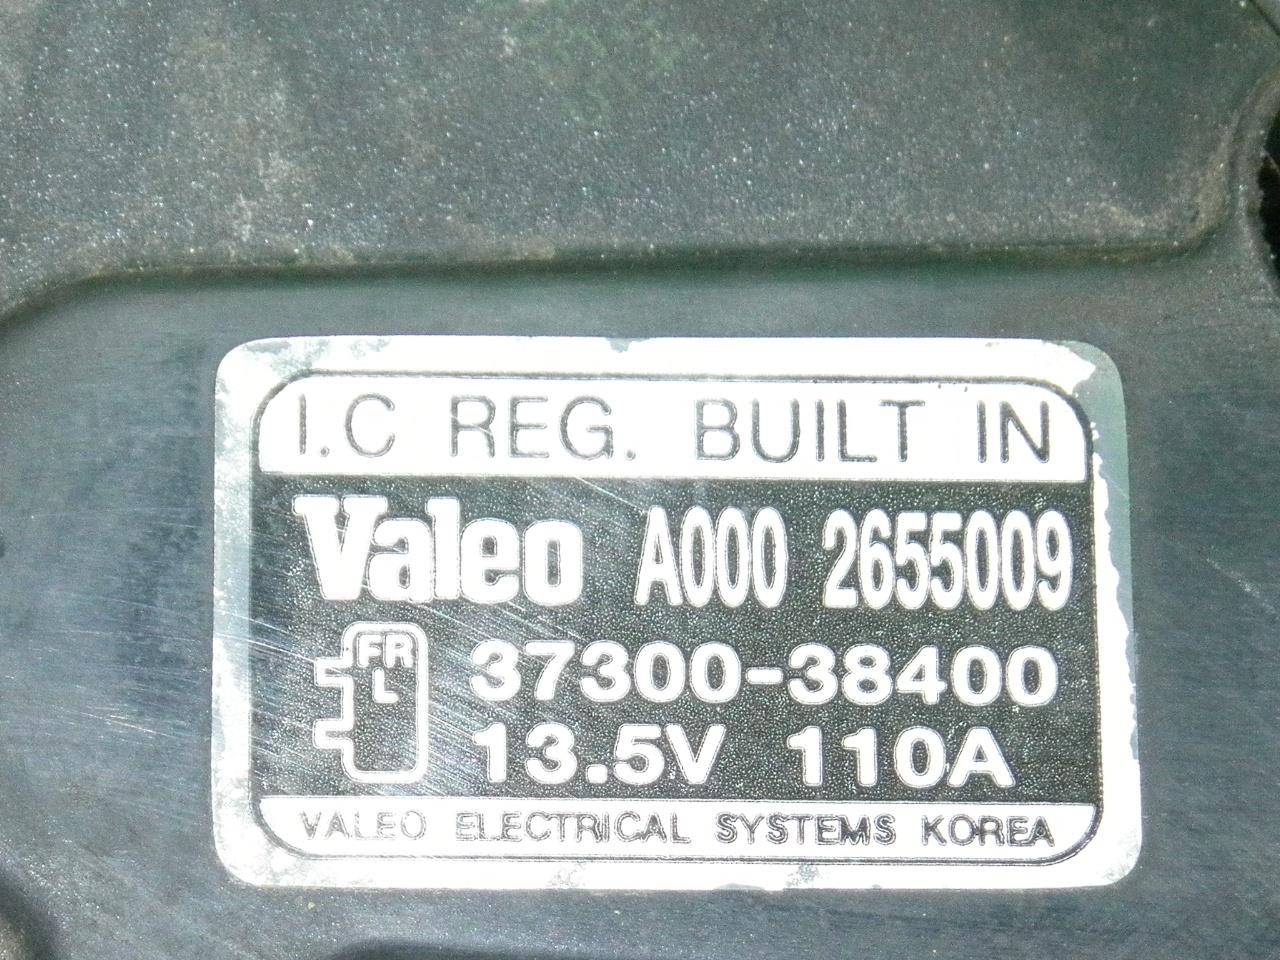 I.C REG. BUILT IN
Valeo A000 2655009
FR
L
37300-38400
13.5V 110A
VALEO ELECTRICAL SYSTEMS KOREA